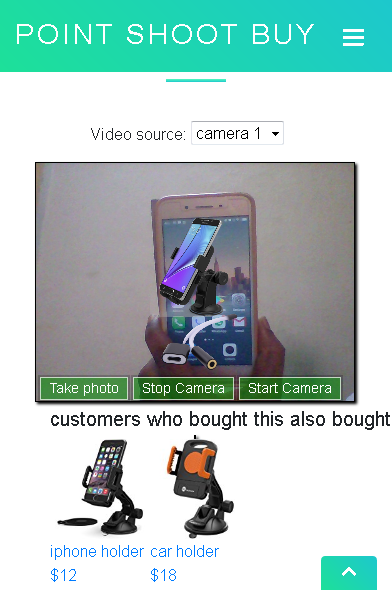 POINT SHOOT BUY
Video source: camera 1
Take photo Stop Camera Start Camera
customers who bought this also bought
iphone holder car holder
$12 $18